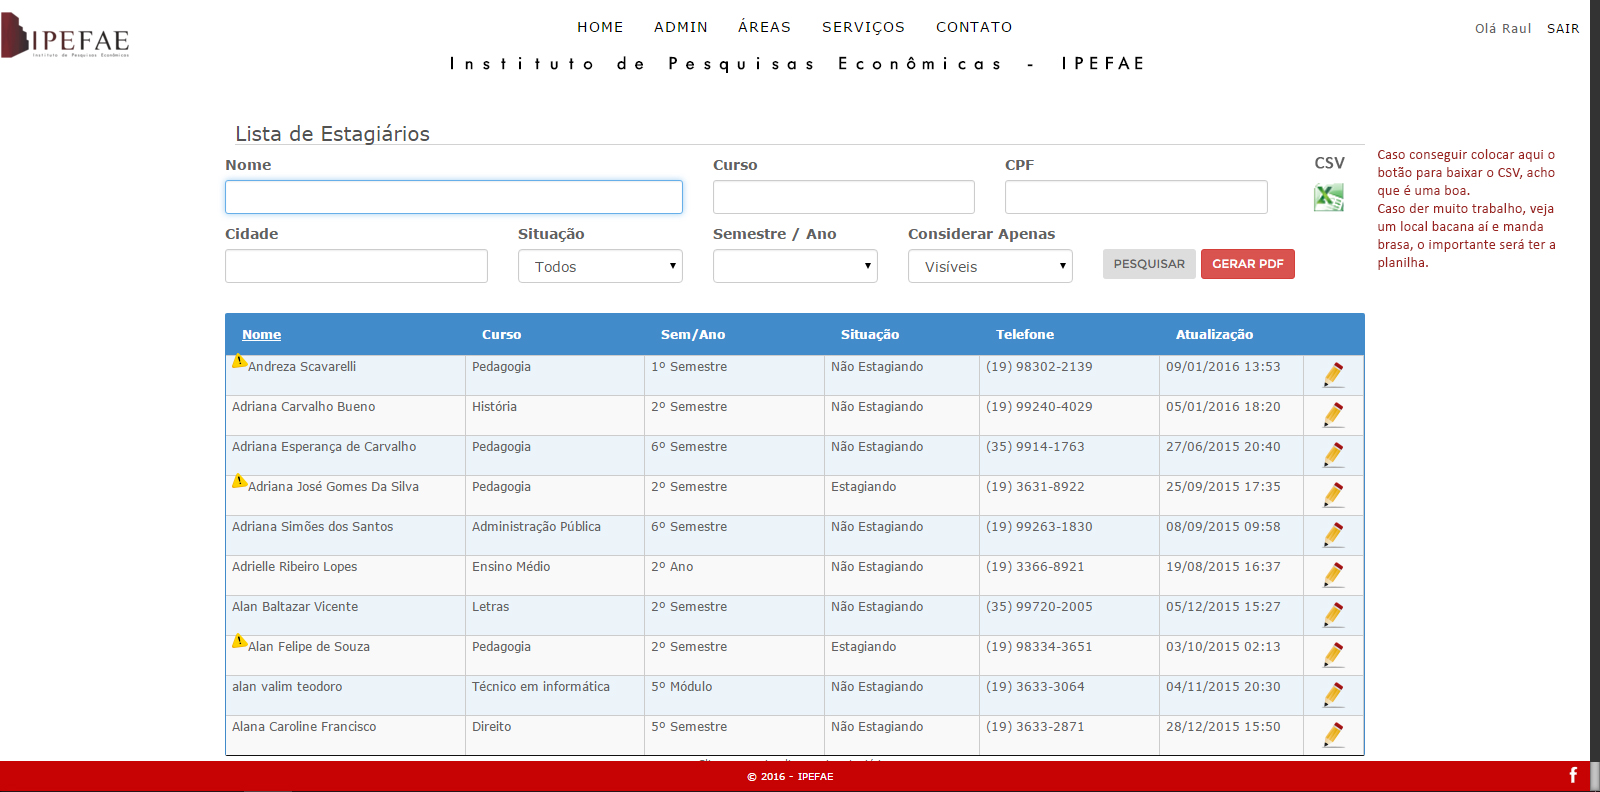 IPEFAE
Instituto de Pesquisas Econômicas
HOME ADMIN ÁREAS SERVIÇOS CONTATO
Olá Raul SAIR
Instituto de Pesquisas Econômicas - IPEFAE
Lista de Estagiários
Nome Curso CPF CSV
Caso conseguir colocar aqui o
botão para baixar o CSV, acho
que é uma boa.
Caso der muito trabalho, veja
um local bacana aí e manda
brasa, o importante será ter a
planilha.
Cidade Situação Semestre / Ano Considerar Apenas
Todos Visíveis PESQUISAR GERAR PDF
Nome Curso Sem/Ano Situação Telefone Atualização
Andreza Scavarelli Pedagogia 1º Semestre Não Estagiando (19) 98302-2139 09/01/2016 13:53
Adriana Carvalho Bueno História 2º Semestre Não Estagiando (19) 99240-4029 05/01/2016 18:20
Adriana Esperança de Carvalho Pedagogia 6º Semestre Não Estagiando (35) 9914-1763 27/06/2015 20:40
Adriana José Gomes Da Silva Pedagogia 2º Semestre Estagiando (19) 3631-8922 25/09/2015 17:35
Adriana Simões dos Santos Administração Pública 6º Semestre Não Estagiando (19) 99263-1830 08/09/2015 09:58
Adrielle Ribeiro Lopes Ensino Médio 2º Ano Não Estagiando (19) 3366-8921 19/08/2015 16:37
Alan Baltazar Vicente Letras 2º Semestre Não Estagiando (35) 99720-2005 05/12/2015 15:27
Alan Felipe de Souza Pedagogia 2º Semestre Estagiando (19) 98334-3651 03/10/2015 02:13
alan valim teodoro Técnico em informática 5º Módulo Não Estagiando (19) 3633-3064 04/11/2015 20:30
Alana Caroline Francisco Direito 5º Semestre Não Estagiando (19) 3633-2871 28/12/2015 15:50
© 2016 - IPEFAE f